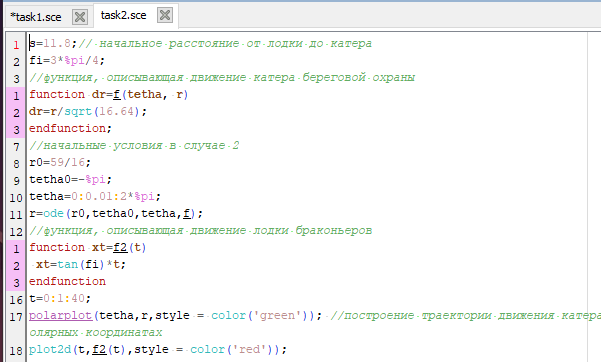 *task1.sce
task2.sce
1 s=11.8;// начальное расстояние от лодки до катера
2 fi=3*%pi/4;
3 //функция, описывающая движение катера береговой охраны
1 function dr=f(tetha, r)
2 dr=r/sqrt(16.64);
3 endfunction;
7 //начальные условия в случае 2
8 r0=59/16;
9 tetha0=-%pi;
10 tetha=0:0.01:2*%pi;
11 r=ode(r0,tetha0,tetha,f);
12 //функция, описывающая движение лодки браконьеров
1 function xt=f2(t)
2  xt=tan(fi)*t;
3 endfunction
16 t=0:1:40;
17 polarplot(tetha,r,style = color('green')); //построение траектории движения катера
олярных координатах
18 plot2d(t,f2(t),style = color('red'));